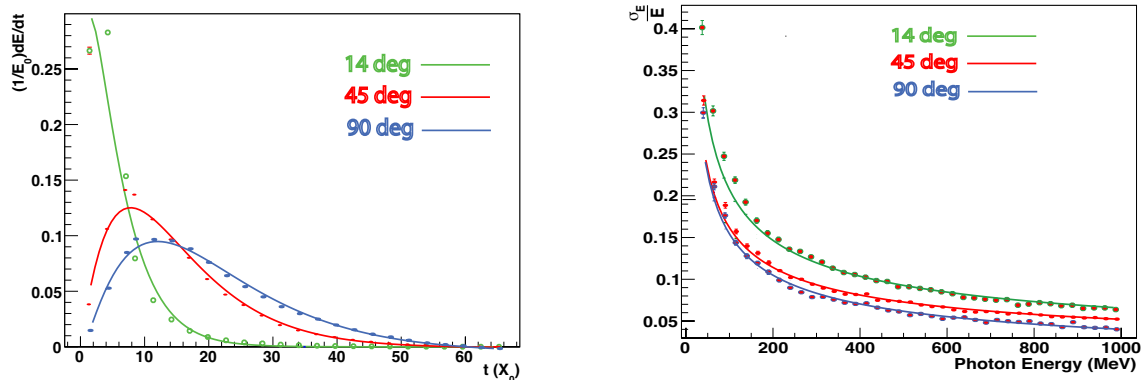 (1/E₀)dE/dt
0.25
0.2
0.15
0.1
0.05
0
14 deg
45 deg
90 deg
0 10 20 30 40 50 60
t (X₀)
σ_E/E
0.4
0.35
0.3
0.25
0.2
0.15
0.1
0.05
14 deg
45 deg
90 deg
0 200 400 600 800 1000
Photon Energy (MeV)